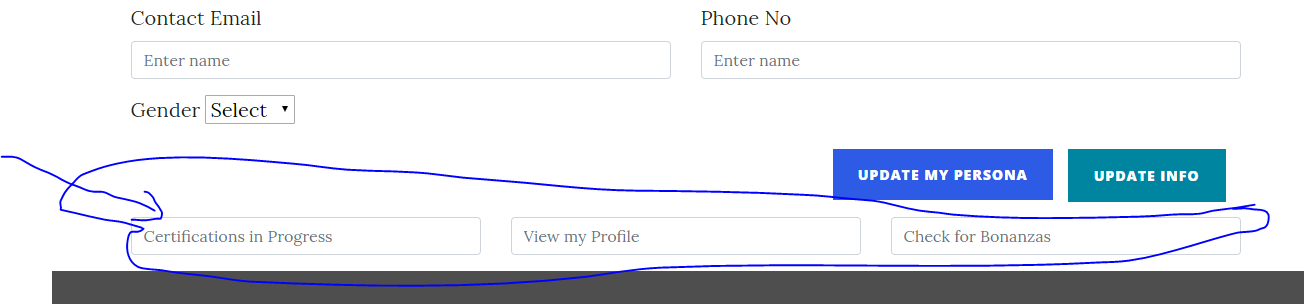 Contact Email Phone No
Enter name Enter name
Gender Select
UPDATE MY PERSONA UPDATE INFO
Certifications in Progress View my Profile Check for Bonanzas